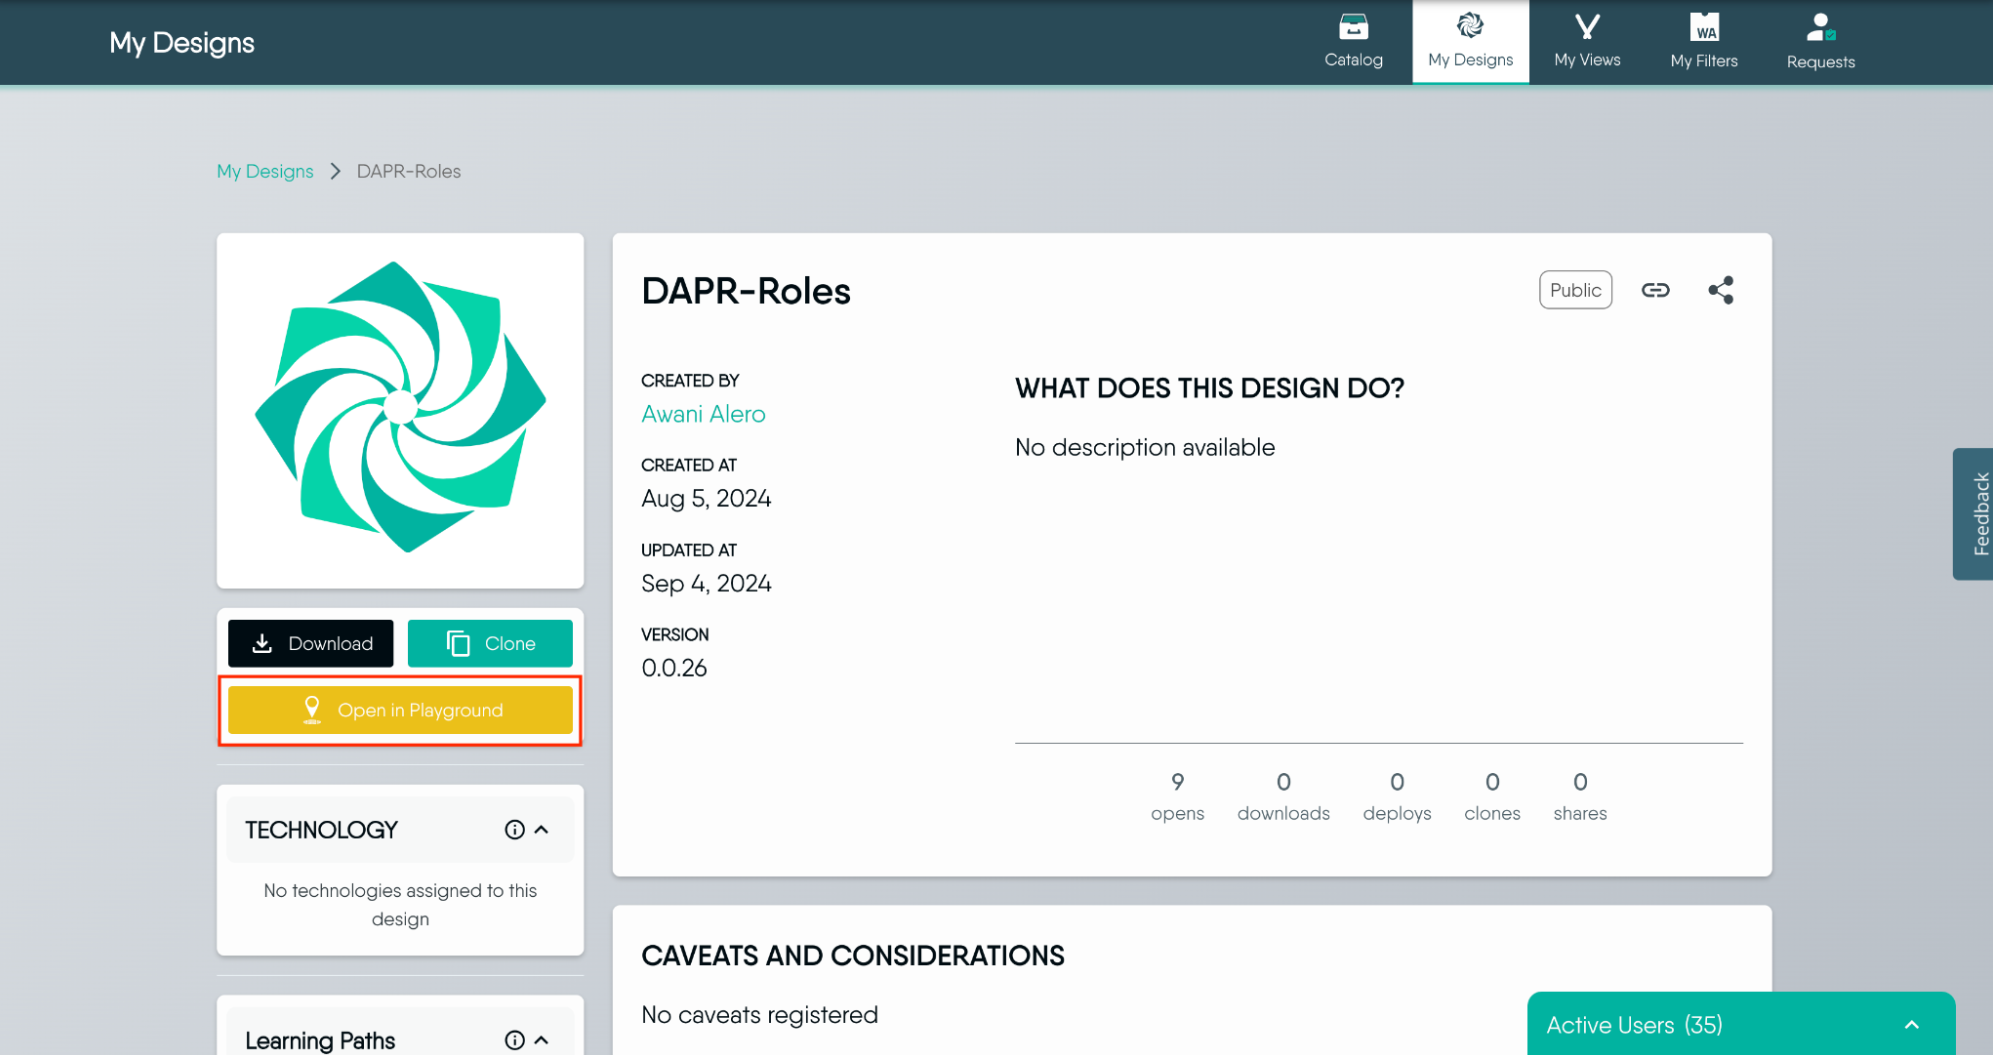 My Designs
Catalog
My Designs
My Views
WA
My Filters
Requests
My Designs > DAPR-Roles
DAPR-Roles
Public
CREATED BY
Awani Alero
CREATED AT
Aug 5, 2024
UPDATED AT
Sep 4, 2024
VERSION
0.0.26
WHAT DOES THIS DESIGN DO?
No description available
9 0 0 0 0
opens downloads deploys clones shares
Download
Clone
Open in Playground
TECHNOLOGY
No technologies assigned to this
design
Learning Paths
CAVEATS AND CONSIDERATIONS
No caveats registered
Feedback
Active Users (35)